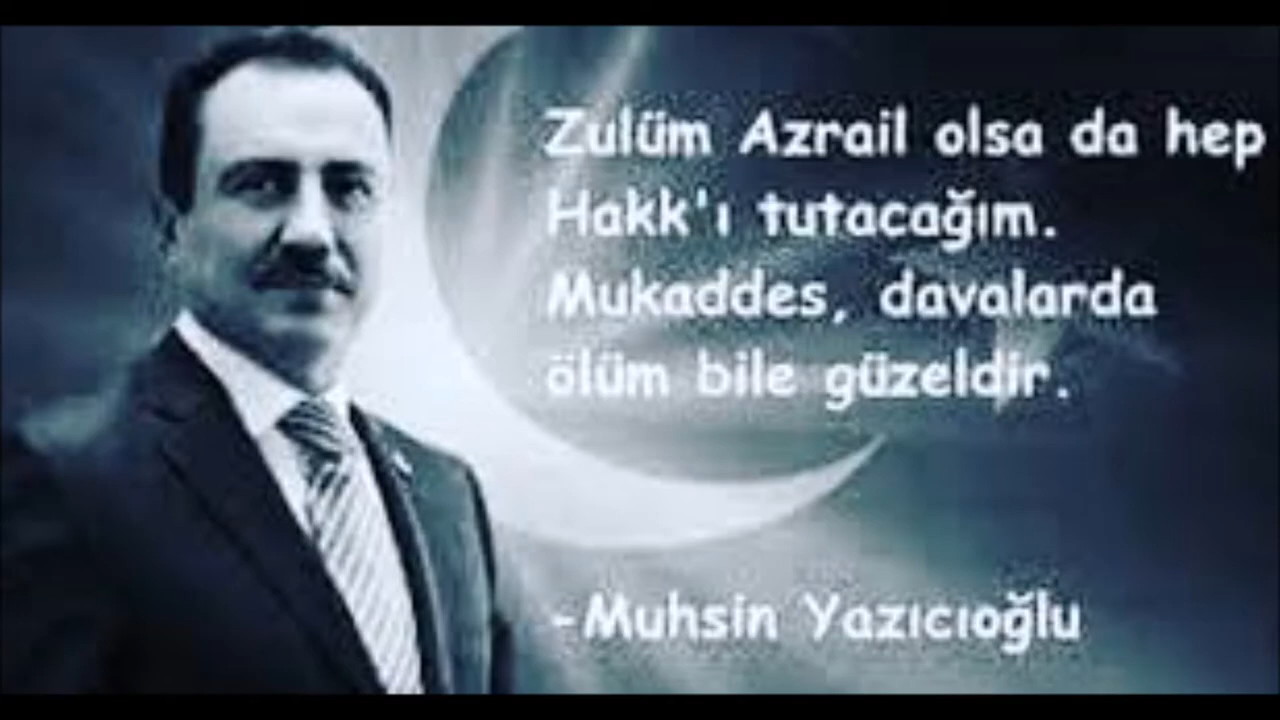 Zulüm Azrail olsa da hep
Hakk'ı tutacağım.
Mukaddes, davalarda
ölüm bile güzeldir.
-Muhsin Yazıcıoğlu